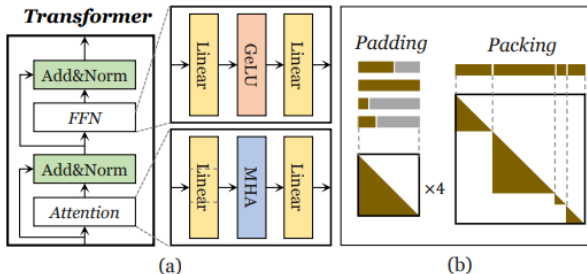 Transformer
Add&Norm
FFN
Add&Norm
Attention
Linear
GeLU
Linear
Linear
MHA
Linear
(a)
Padding
×4
Packing
(b)